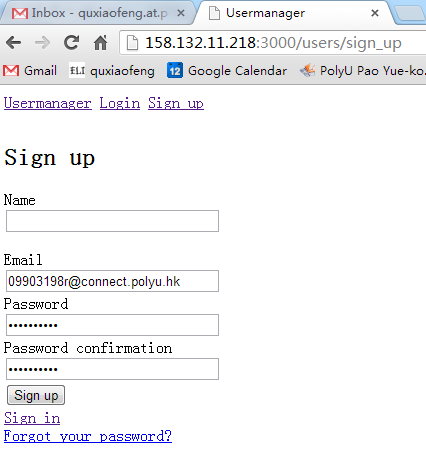 Inbox - quxiaofeng.at.p
Usermanager
158.132.11.218:3000/users/sign_up
Gmail ELI quxiaofeng 12 Google Calendar PolyU Pao Yue-ko.
Usermanager Login Sign up
Sign up
Name
Email
09903198r@connect.polyu.hk
Password
••••••••••
Password confirmation
••••••••••
Sign up
Sign in
Forgot your password?